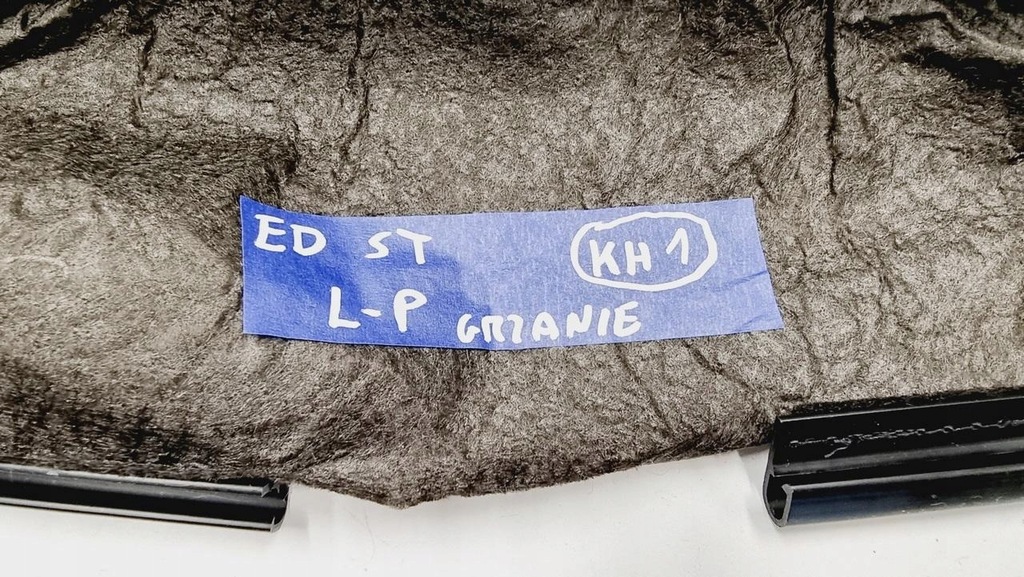 ED ST KH1
L-P GRZANIE